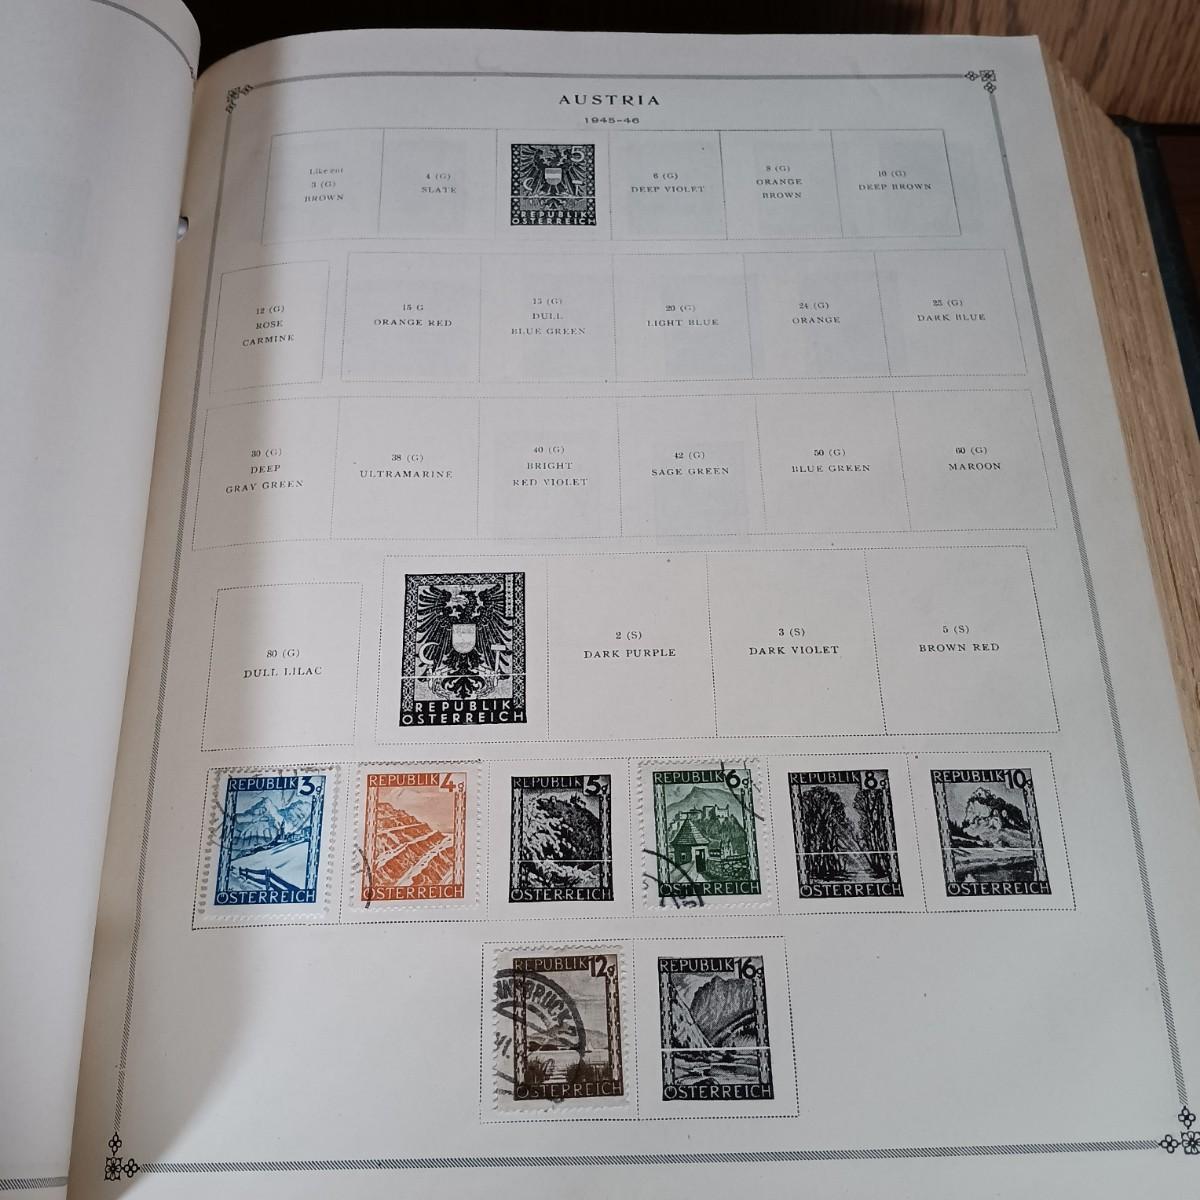 AUSTRIA
1945-46
Like cut
3 (G)
BROWN
4 (G)
SLATE
5
REPUBLIK
ÖSTERREICH
6 (G)
DEEP VIOLET
8 (G)
ORANGE
BROWN
10 (G)
DEEP BROWN
12 (G)
ROSE
CARMINE
15 G
ORANGE RED
15 (G)
DULL
BLUE GREEN
20 (G)
LIGHT BLUE
24 (G)
ORANGE
25 (G)
DARK BLUE
30 (G)
DEEP
GRAY GREEN
38 (G)
ULTRAMARINE
40 (G)
BRIGHT
RED VIOLET
42 (G)
SAGE GREEN
50 (G)
BLUE GREEN
60 (G)
MAROON
80 (G)
DULL LILAC
REPUBLIK
ÖSTERREICH
2 (S)
DARK PURPLE
3 (S)
DARK VIOLET
5 (S)
BROWN RED
REPUBLIK 3g
ÖSTERREICH
REPUBLIK 4g
ÖSTERREICH
REPUBLIK 5g
ÖSTERREICH
REPUBLIK 6g
ÖSTERREICH
REPUBLIK 8g
ÖSTERREICH
REPUBLIK 10g
ÖSTERREICH
REPUBLIK 12g
INNSBRUCK 2
ÖSTERREICH
REPUBLIK 16g
ÖSTERREICH